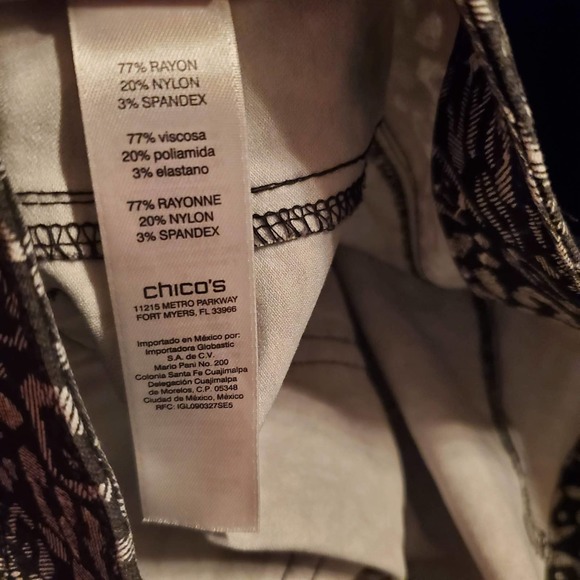 77% RAYON
20% NYLON
3% SPANDEX
77% viscosa
20% poliamida
3% elastano
77% RAYONNE
20% NYLON
3% SPANDEX
chico's
11215 METRO PARKWAY
FORT MYERS, FL 33966
Importado en México por:
Importadora Globastic
S.A. de C.V.
Mario Pani No. 200
Colonia Santa Fe Cuajimalpa
Delegación Cuajimalpa
de Morelos, C.P. 05348
Ciudad de México, México
RFC: IGL090327SE5